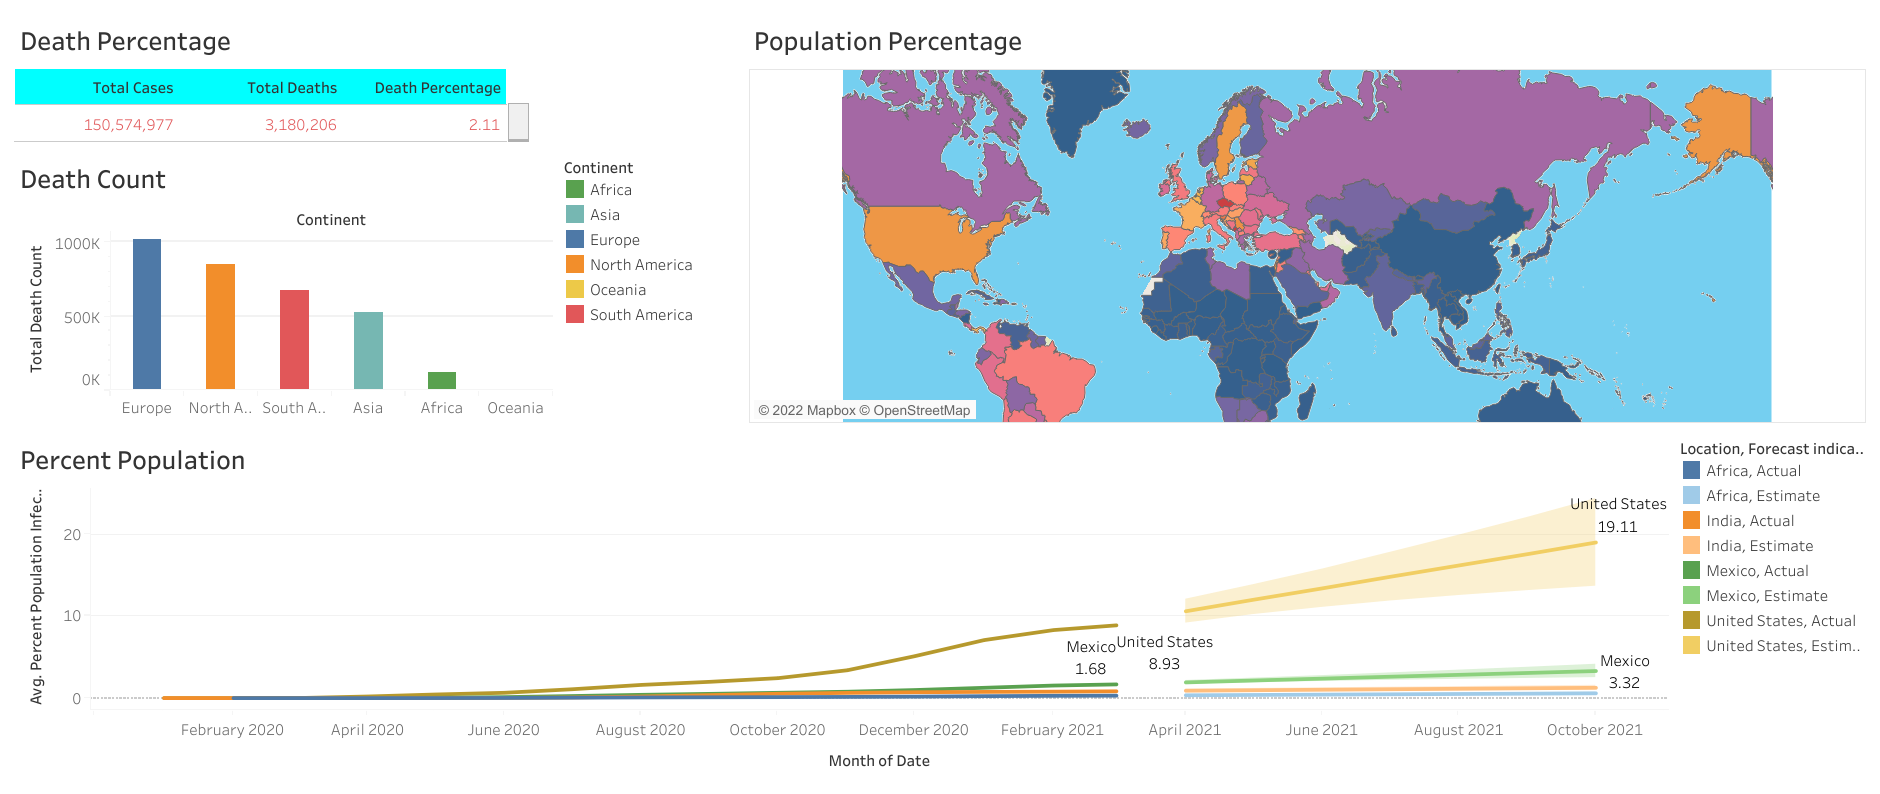 Death Percentage
Total Cases Total Deaths Death Percentage
150,574,977 3,180,206 2.11
Death Count
Continent
Total Death Count
1000K
500K
0K
Europe North A.. South A.. Asia Africa Oceania
Continent
Africa
Asia
Europe
North America
Oceania
South America
Population Percentage
© 2022 Mapbox © OpenStreetMap
Percent Population
Avg. Percent Population Infec..
20
10
0
Mexico
1.68
United States
8.93
United States
19.11
Mexico
3.32
February 2020 April 2020 June 2020 August 2020 October 2020 December 2020 February 2021 April 2021 June 2021 August 2021 October 2021
Month of Date
Location, Forecast indica..
Africa, Actual
Africa, Estimate
India, Actual
India, Estimate
Mexico, Actual
Mexico, Estimate
United States, Actual
United States, Estim..